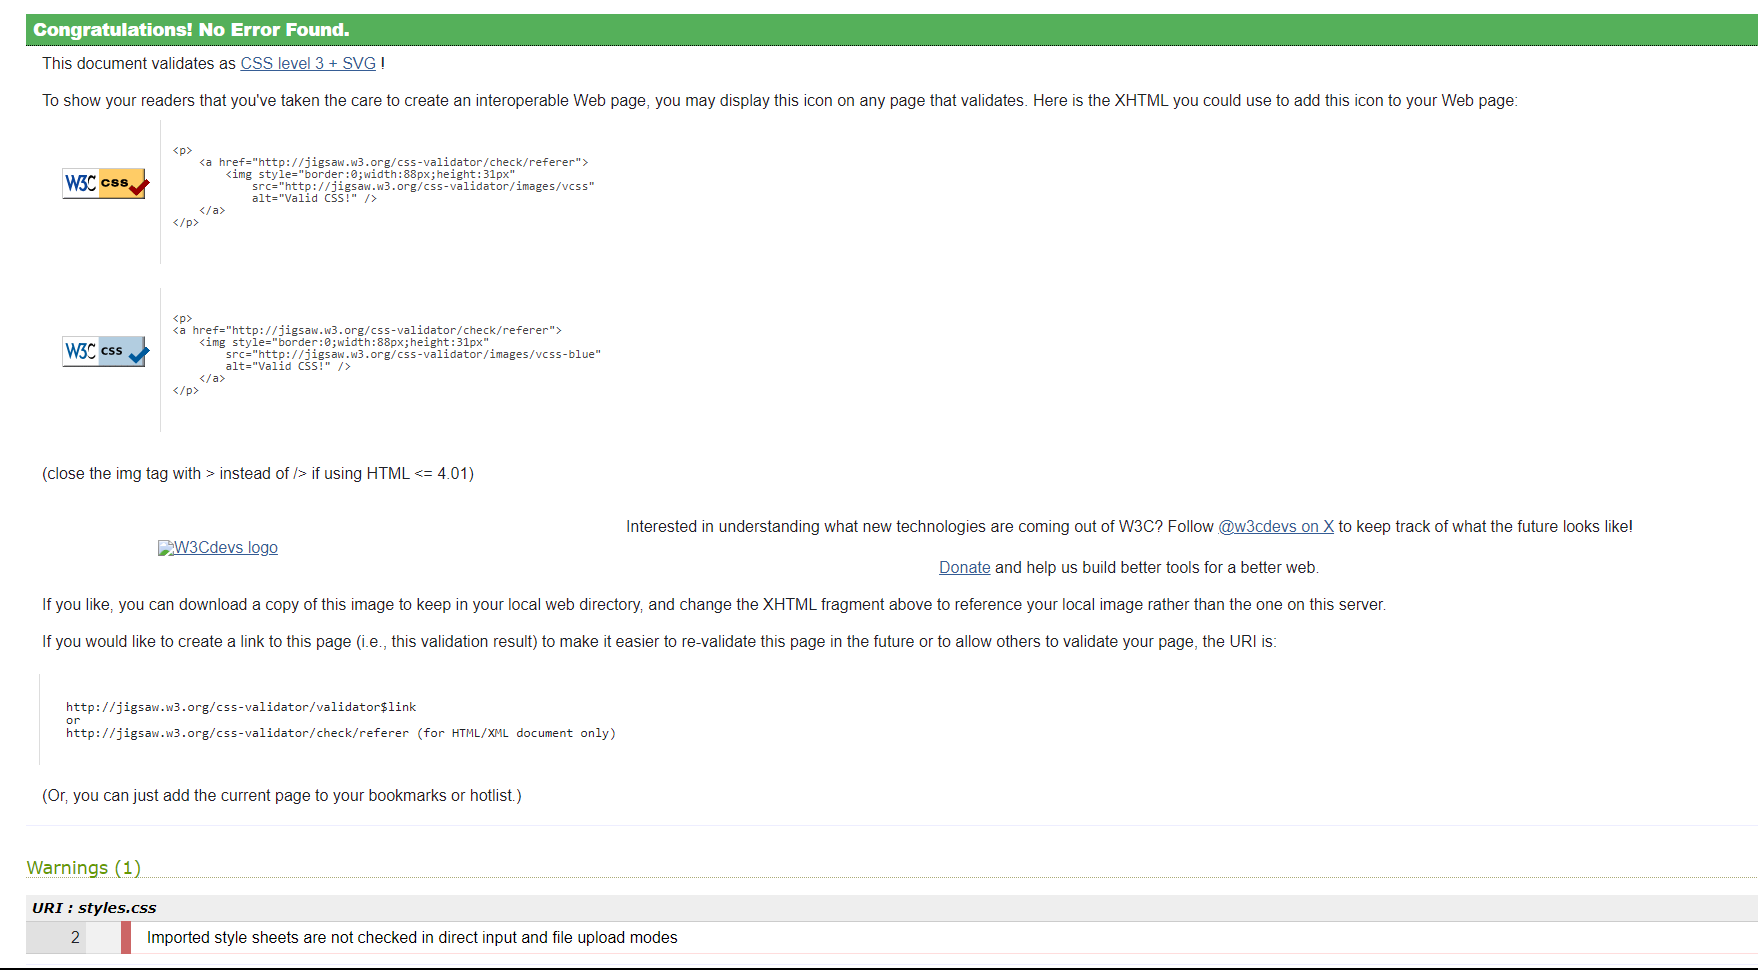 Congratulations! No Error Found.
This document validates as CSS level 3 + SVG !
To show your readers that you've taken the care to create an interoperable Web page, you may display this icon on any page that validates. Here is the XHTML you could use to add this icon to your Web page:
W3C css
<p>
<a href="http://jigsaw.w3.org/css-validator/check/referer">
<img style="border:0;width:88px;height:31px"
src="http://jigsaw.w3.org/css-validator/images/vcss"
alt="Valid CSS!" />
</a>
</p>
W3C css
<p>
<a href="http://jigsaw.w3.org/css-validator/check/referer">
<img style="border:0;width:88px;height:31px"
src="http://jigsaw.w3.org/css-validator/images/vcss-blue"
alt="Valid CSS!" />
</a>
</p>
(close the img tag with > instead of /> if using HTML <= 4.01)
W3Cdevs logo
Interested in understanding what new technologies are coming out of W3C? Follow @w3cdevs on X to keep track of what the future looks like!
Donate and help us build better tools for a better web.
If you like, you can download a copy of this image to keep in your local web directory, and change the XHTML fragment above to reference your local image rather than the one on this server.
If you would like to create a link to this page (i.e., this validation result) to make it easier to re-validate this page in the future or to allow others to validate your page, the URI is:
http://jigsaw.w3.org/css-validator/validator$link
or
http://jigsaw.w3.org/css-validator/check/referer (for HTML/XML document only)
(Or, you can just add the current page to your bookmarks or hotlist.)
Warnings (1)
URI : styles.css
2 Imported style sheets are not checked in direct input and file upload modes